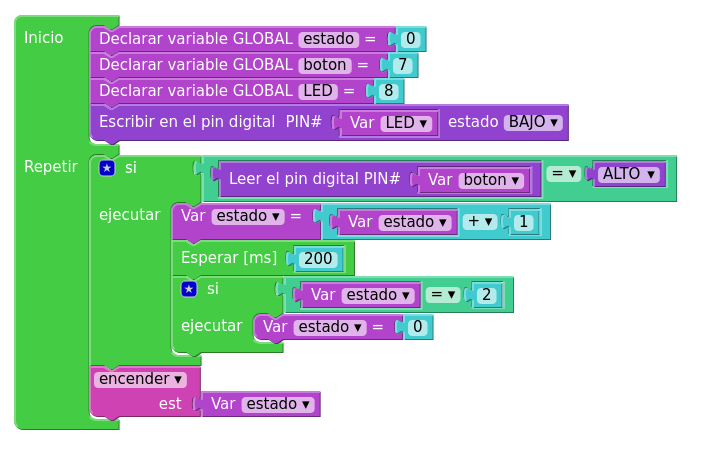 Inicio
Declarar variable GLOBAL estado = 0
Declarar variable GLOBAL boton = 7
Declarar variable GLOBAL LED = 8
Escribir en el pin digital PIN# Var LED ▾ estado BAJO ▾
Repetir
si Leer el pin digital PIN# Var boton ▾ = ▾ ALTO ▾
ejecutar Var estado ▾ = Var estado ▾ + ▾ 1
Esperar [ms] 200
si Var estado ▾ = ▾ 2
ejecutar Var estado ▾ = 0
encender ▾
est Var estado ▾